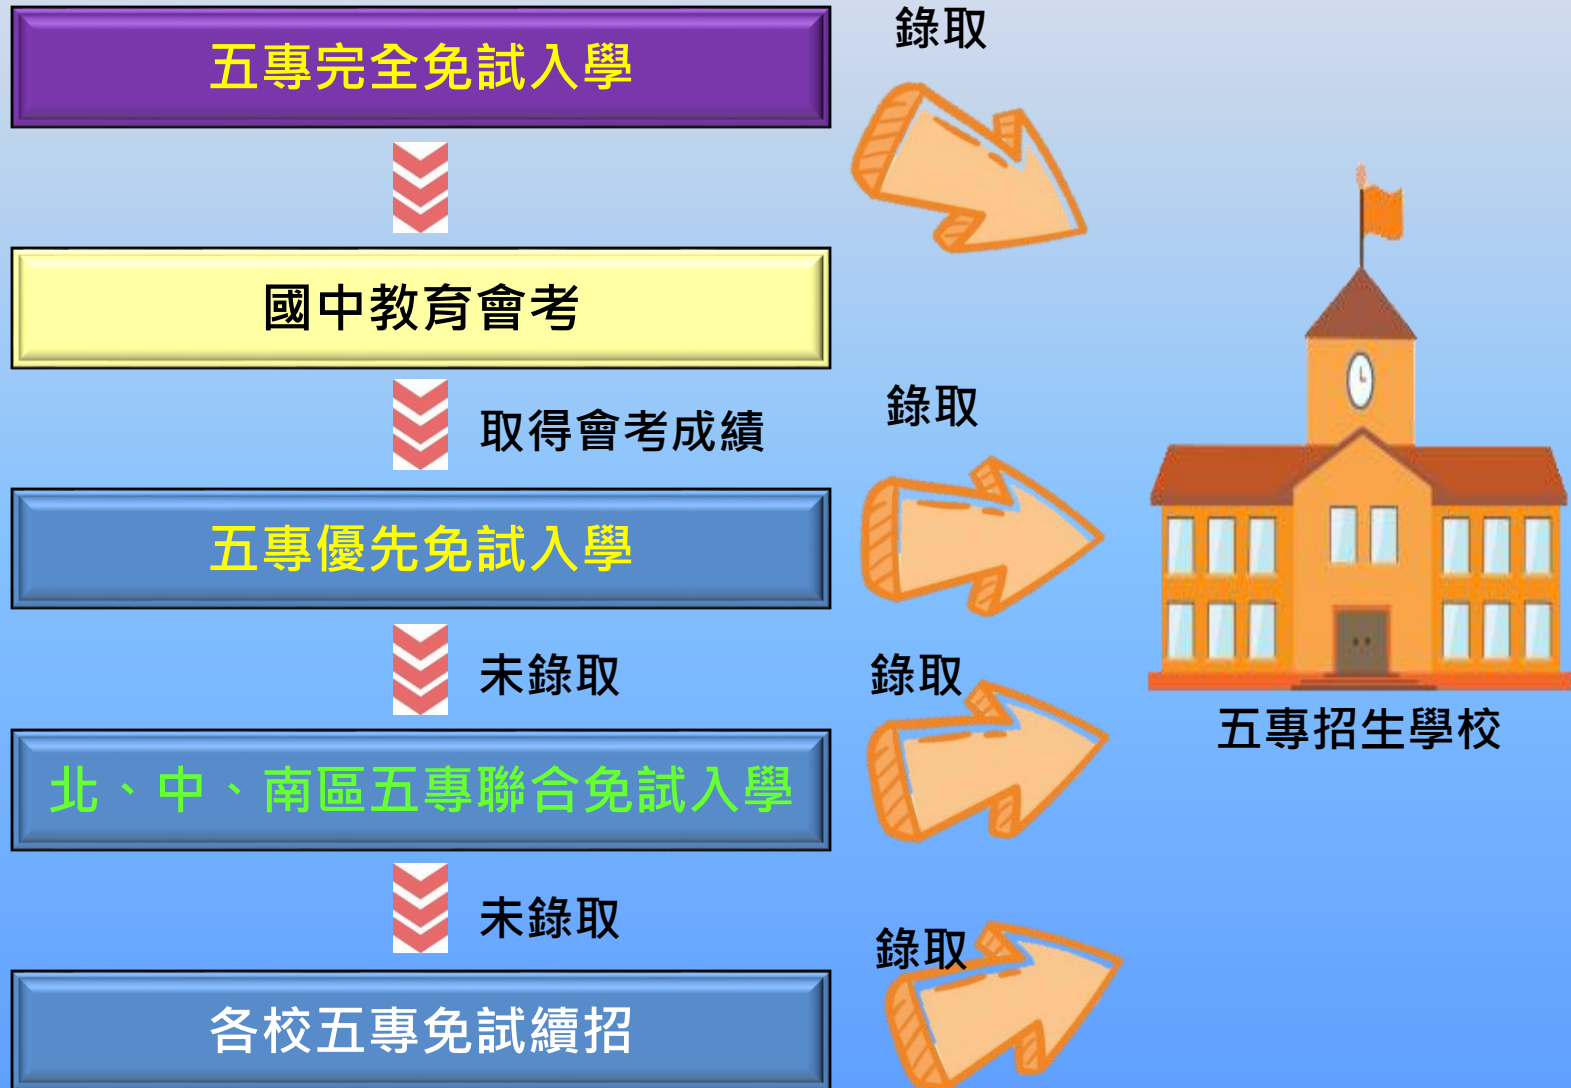 五專完全免試入學
錄取
國中教育會考
取得會考成績
錄取
五專優先免試入學
未錄取
錄取
五專招生學校
北、中、南區五專聯合免試入學
未錄取
錄取
各校五專免試續招